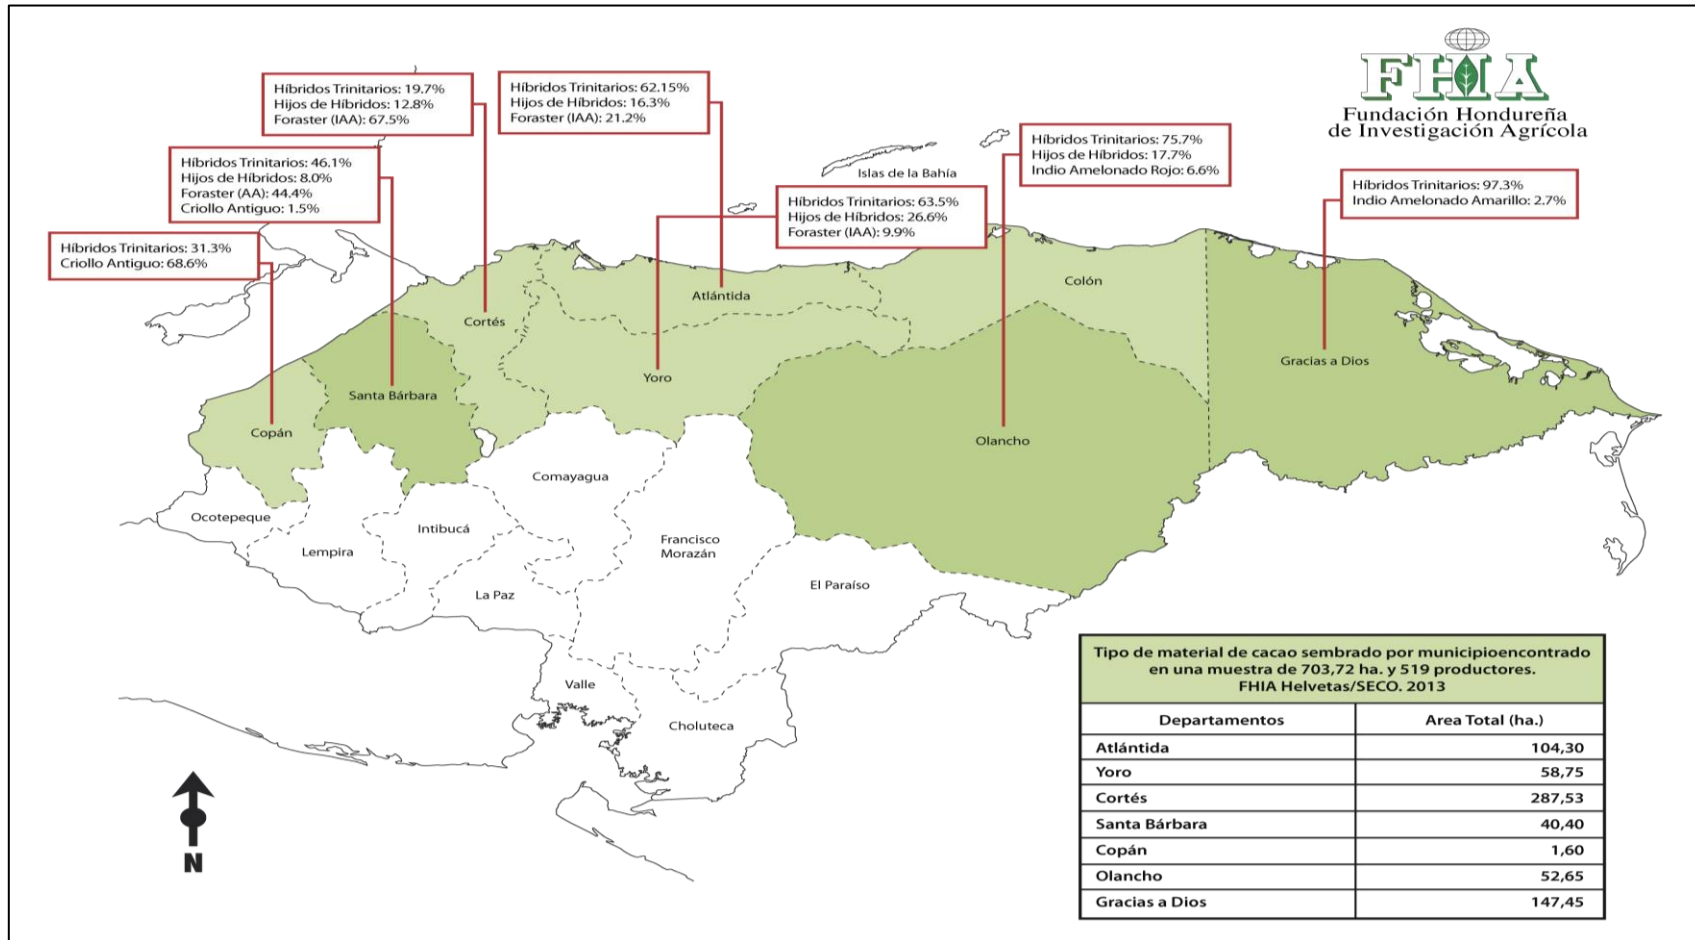 FHIA
Fundación Hondureña
de Investigación Agrícola
Híbridos Trinitarios: 19.7%
Hijos de Híbridos: 12.8%
Foraster (IAA): 67.5%
Híbridos Trinitarios: 62.15%
Hijos de Híbridos: 16.3%
Foraster (IAA): 21.2%
Híbridos Trinitarios: 75.7%
Hijos de Híbridos: 17.7%
Indio Amelonado Rojo: 6.6%
Híbridos Trinitarios: 46.1%
Hijos de Híbridos: 8.0%
Foraster (AA): 44.4%
Criollo Antiguo: 1.5%
Islas de la Bahía
Híbridos Trinitarios: 97.3%
Indio Amelonado Amarillo: 2.7%
Híbridos Trinitarios: 63.5%
Hijos de Híbridos: 26.6%
Foraster (IAA): 9.9%
Híbridos Trinitarios: 31.3%
Criollo Antiguo: 68.6%
Colón
Atlántida
Cortés
Gracias a Dios
Yoro
Santa Bárbara
Copán
Olancho
Comayagua
Ocotepeque
Intibucá
Lempira
Francisco
Morazán
El Paraíso
La Paz
Valle
Choluteca
N
Tipo de material de cacao sembrado por municipioencontrado
en una muestra de 703,72 ha. y 519 productores.
FHIA Helvetas/SECO. 2013
Departamentos Area Total (ha.)
Atlántida 104,30
Yoro 58,75
Cortés 287,53
Santa Bárbara 40,40
Copán 1,60
Olancho 52,65
Gracias a Dios 147,45